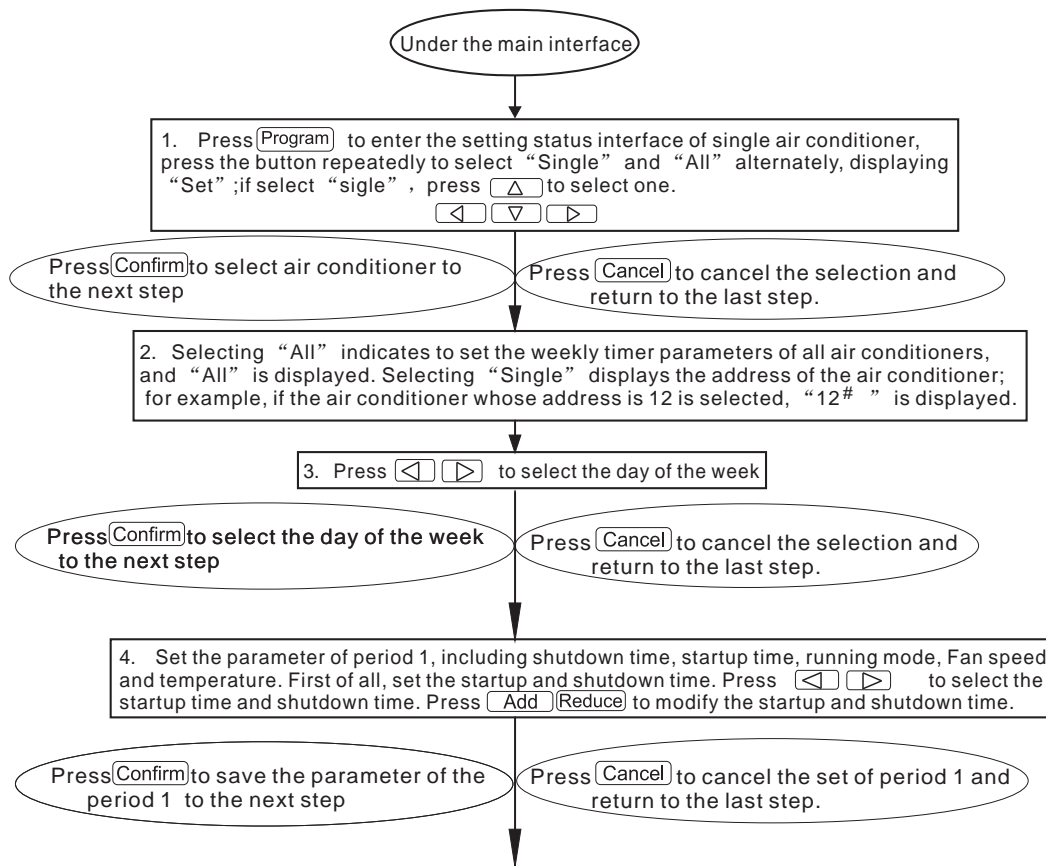 Under the main interface
1. Press Program to enter the setting status interface of single air conditioner,
press the button repeatedly to select “Single” and “All” alternately, displaying
“Set” ;if select “sigle” , press △ to select one.
◁ ▽ ▷
Press Confirm to select air conditioner to
the next step
Press Cancel to cancel the selection and
return to the last step.
2. Selecting “All” indicates to set the weekly timer parameters of all air conditioners,
and “All” is displayed. Selecting “Single” displays the address of the air conditioner;
for example, if the air conditioner whose address is 12 is selected, “12# ” is displayed.
3. Press ◁ ▷ to select the day of the week
Press Confirm to select the day of the week
to the next step
Press Cancel to cancel the selection and
return to the last step.
4. Set the parameter of period 1, including shutdown time, startup time, running mode, Fan speed
and temperature. First of all, set the startup and shutdown time. Press ◁ ▷ to select the
startup time and shutdown time. Press Add Reduce to modify the startup and shutdown time.
Press Confirm to save the parameter of the
period 1 to the next step
Press Cancel to cancel the set of period 1 and
return to the last step.